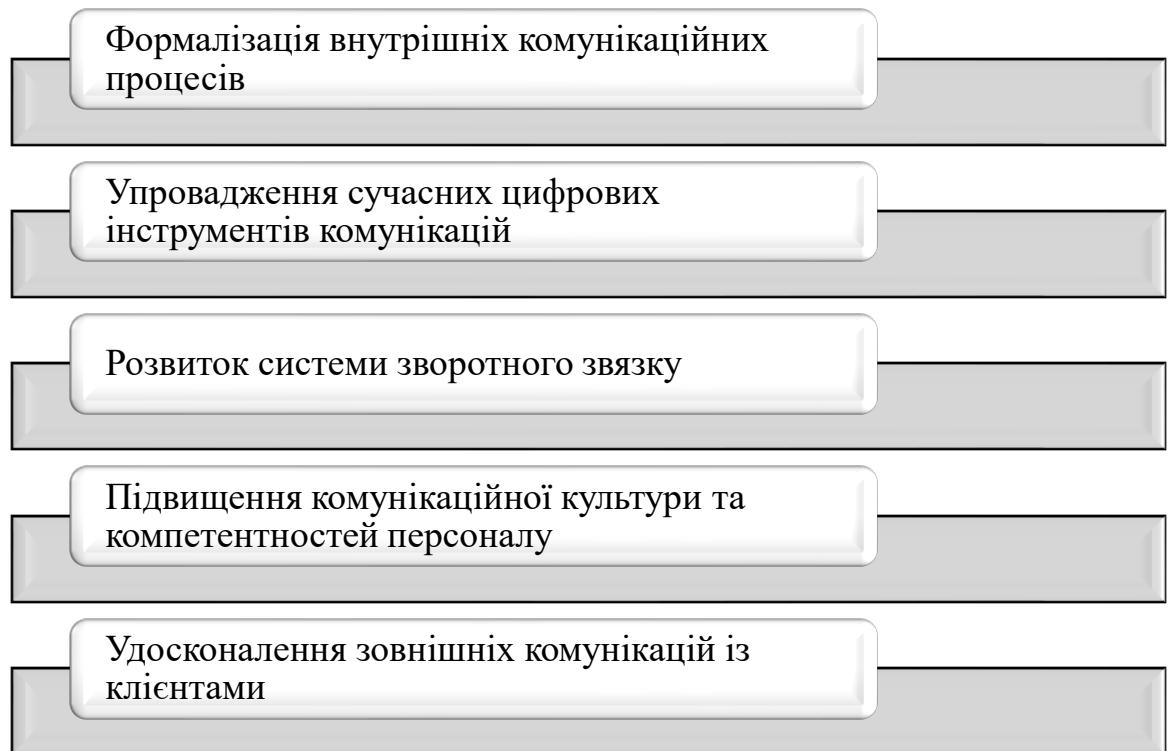 Формалізація внутрішніх комунікаційних
процесів
Упровадження сучасних цифрових
інструментів комунікацій
Розвиток системи зворотного звязку
Підвищення комунікаційної культури та
компетентностей персоналу
Удосконалення зовнішніх комунікацій із
клієнтами